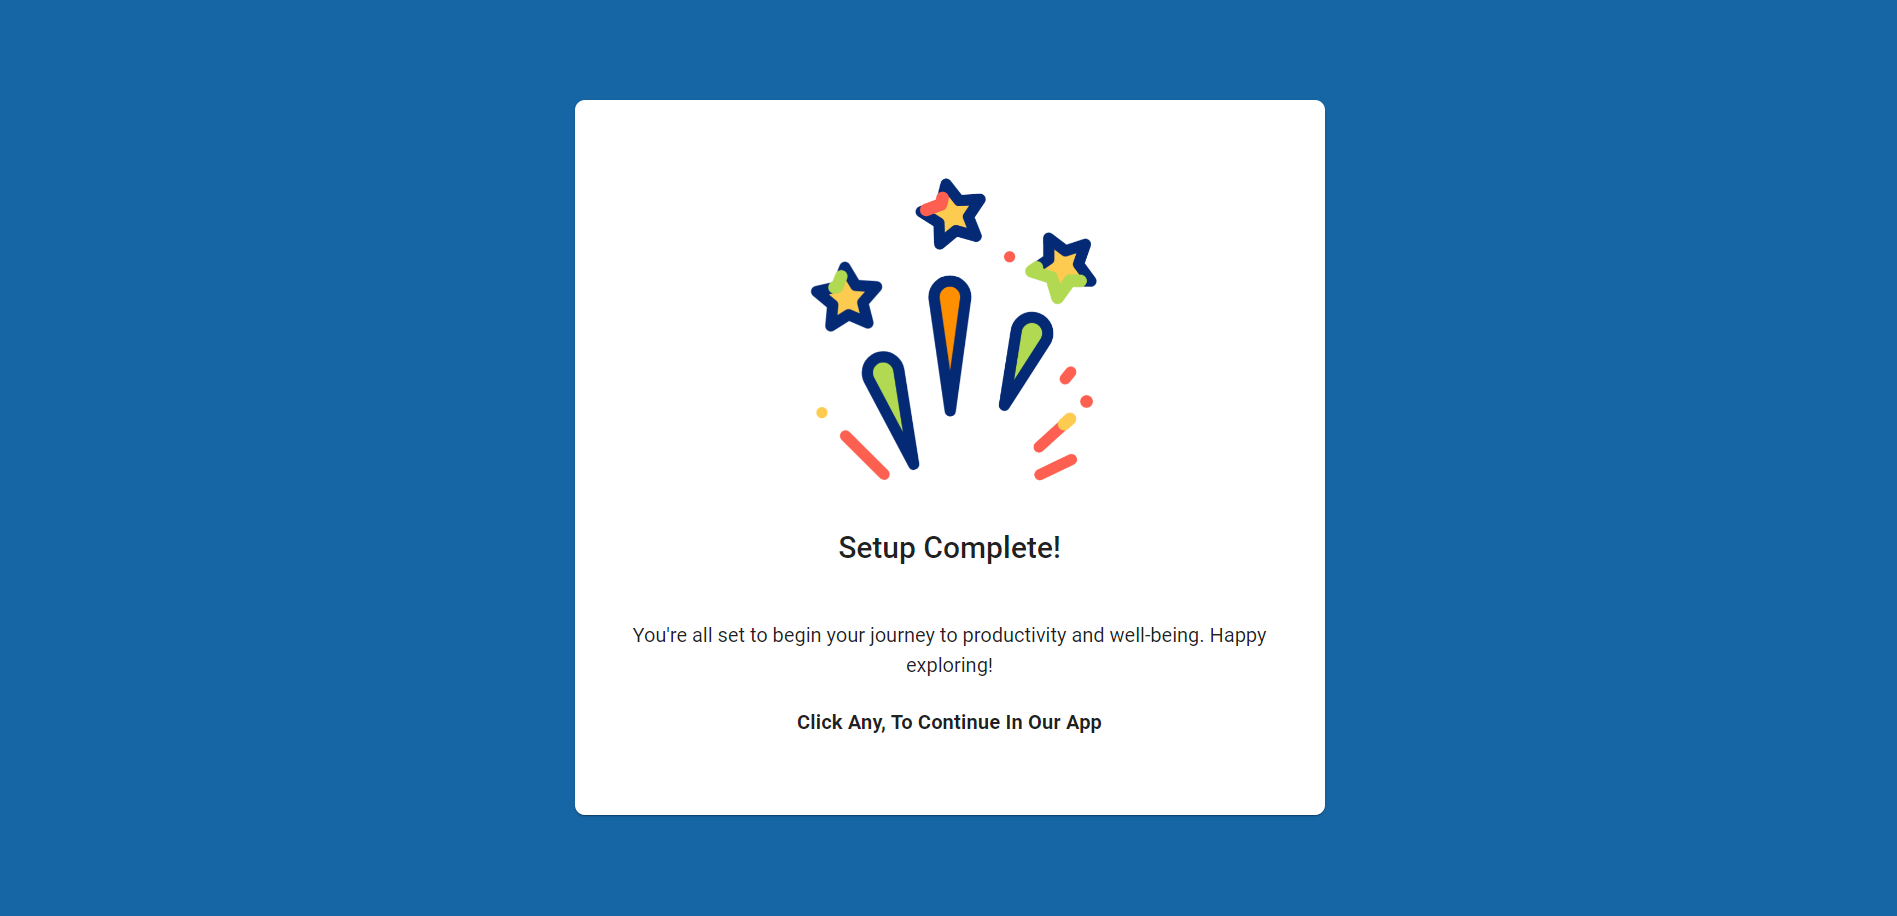 Setup Complete!
You're all set to begin your journey to productivity and well-being. Happy
exploring!
Click Any, To Continue In Our App